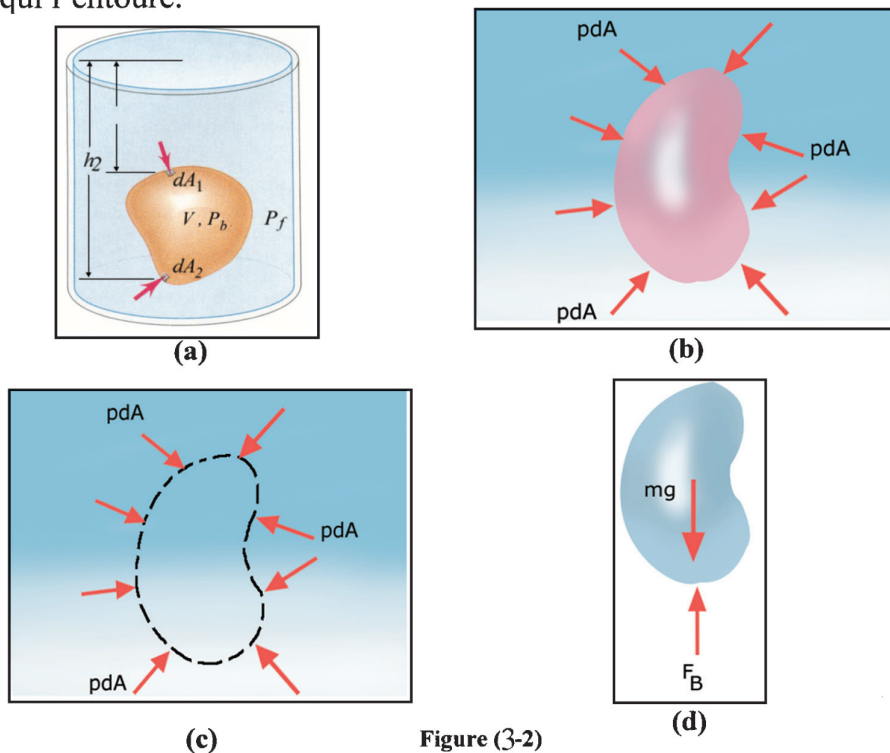 qui l'entoure.
h2
dA1
V, Pb
Pf
dA2
(a)
pdA
pdA
pdA
(b)
pdA
pdA
pdA
(c)
mg
FB
(d)
Figure (3-2)